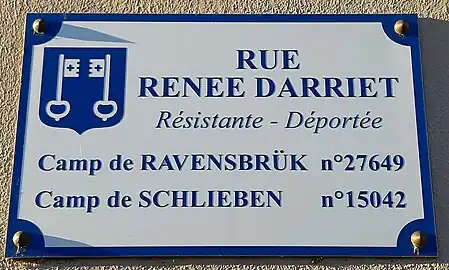 RUE
RENEE DARRIET
Résistante - Déportée
Camp de RAVENSBRÜK n°27649
Camp de SCHLIEBEN n°15042